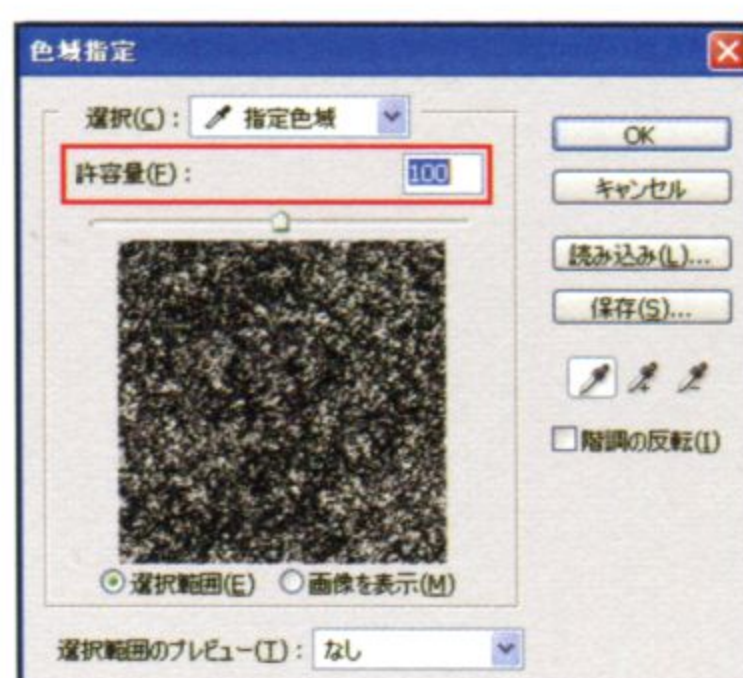 色域指定
選択(C): 指定色域
許容量(F): 100
OK
キャンセル
読み込み(L)...
保存(S)...
階調の反転(I)
選択範囲(E) 画像を表示(M)
選択範囲のプレビュー(T): なし